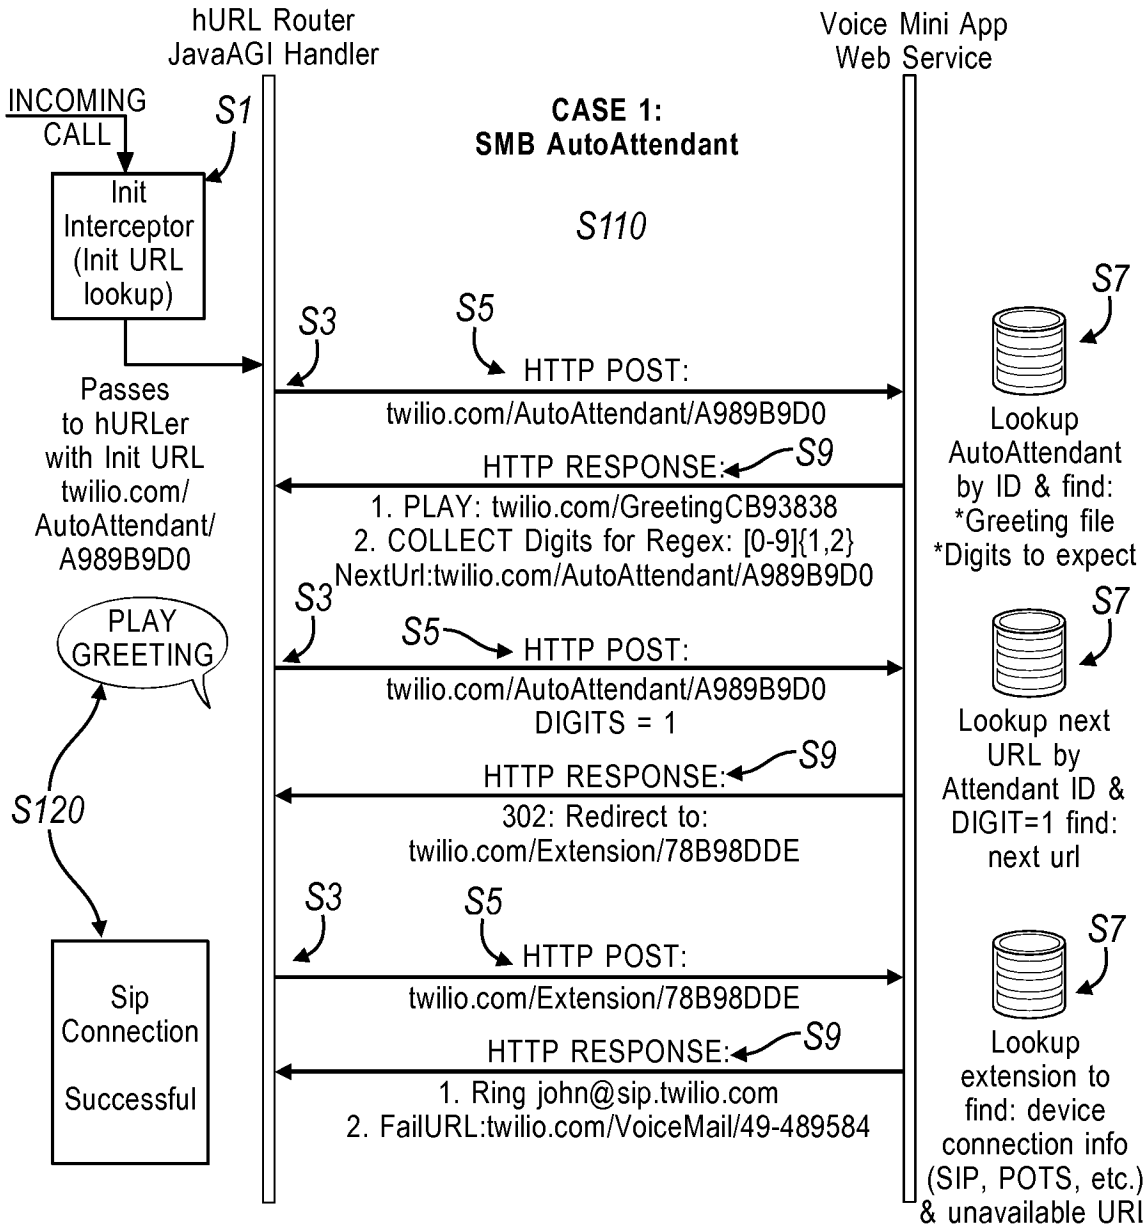 hURL Router
JavaAGI Handler
Voice Mini App
Web Service
INCOMING
CALL
S1
CASE 1:
SMB AutoAttendant
S110
Init
Interceptor
(Init URL
lookup)
Passes
to hURLer
with Init URL
twilio.com/
AutoAttendant/
A989B9D0
S3
S5
HTTP POST:
twilio.com/AutoAttendant/A989B9D0
S7
Lookup
AutoAttendant
by ID & find:
*Greeting file
*Digits to expect
HTTP RESPONSE:
S9
1. PLAY: twilio.com/GreetingCB93838
2. COLLECT Digits for Regex: [0-9]{1,2}
NextUrl:twilio.com/AutoAttendant/A989B9D0
PLAY
GREETING
S3
S5
HTTP POST:
twilio.com/AutoAttendant/A989B9D0
DIGITS = 1
S7
Lookup next
URL by
Attendant ID &
DIGIT=1 find:
next url
HTTP RESPONSE:
S9
302: Redirect to:
twilio.com/Extension/78B98DDE
S120
S3
S5
HTTP POST:
twilio.com/Extension/78B98DDE
S7
Lookup
extension to
find: device
connection info
(SIP, POTS, etc.)
& unavailable URL
Sip
Connection
Successful
HTTP RESPONSE:
S9
1. Ring john@sip.twilio.com
2. FailURL:twilio.com/VoiceMail/49-489584